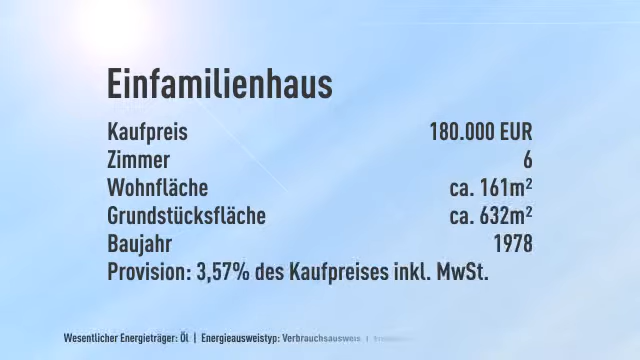 Einfamilienhaus
Kaufpreis 180.000 EUR
Zimmer 6
Wohnfläche ca. 161m²
Grundstücksfläche ca. 632m²
Baujahr 1978
Provision: 3,57% des Kaufpreises inkl. MwSt.
Wesentlicher Energieträger: Öl | Energieausweistyp: Verbrauchsausweis |